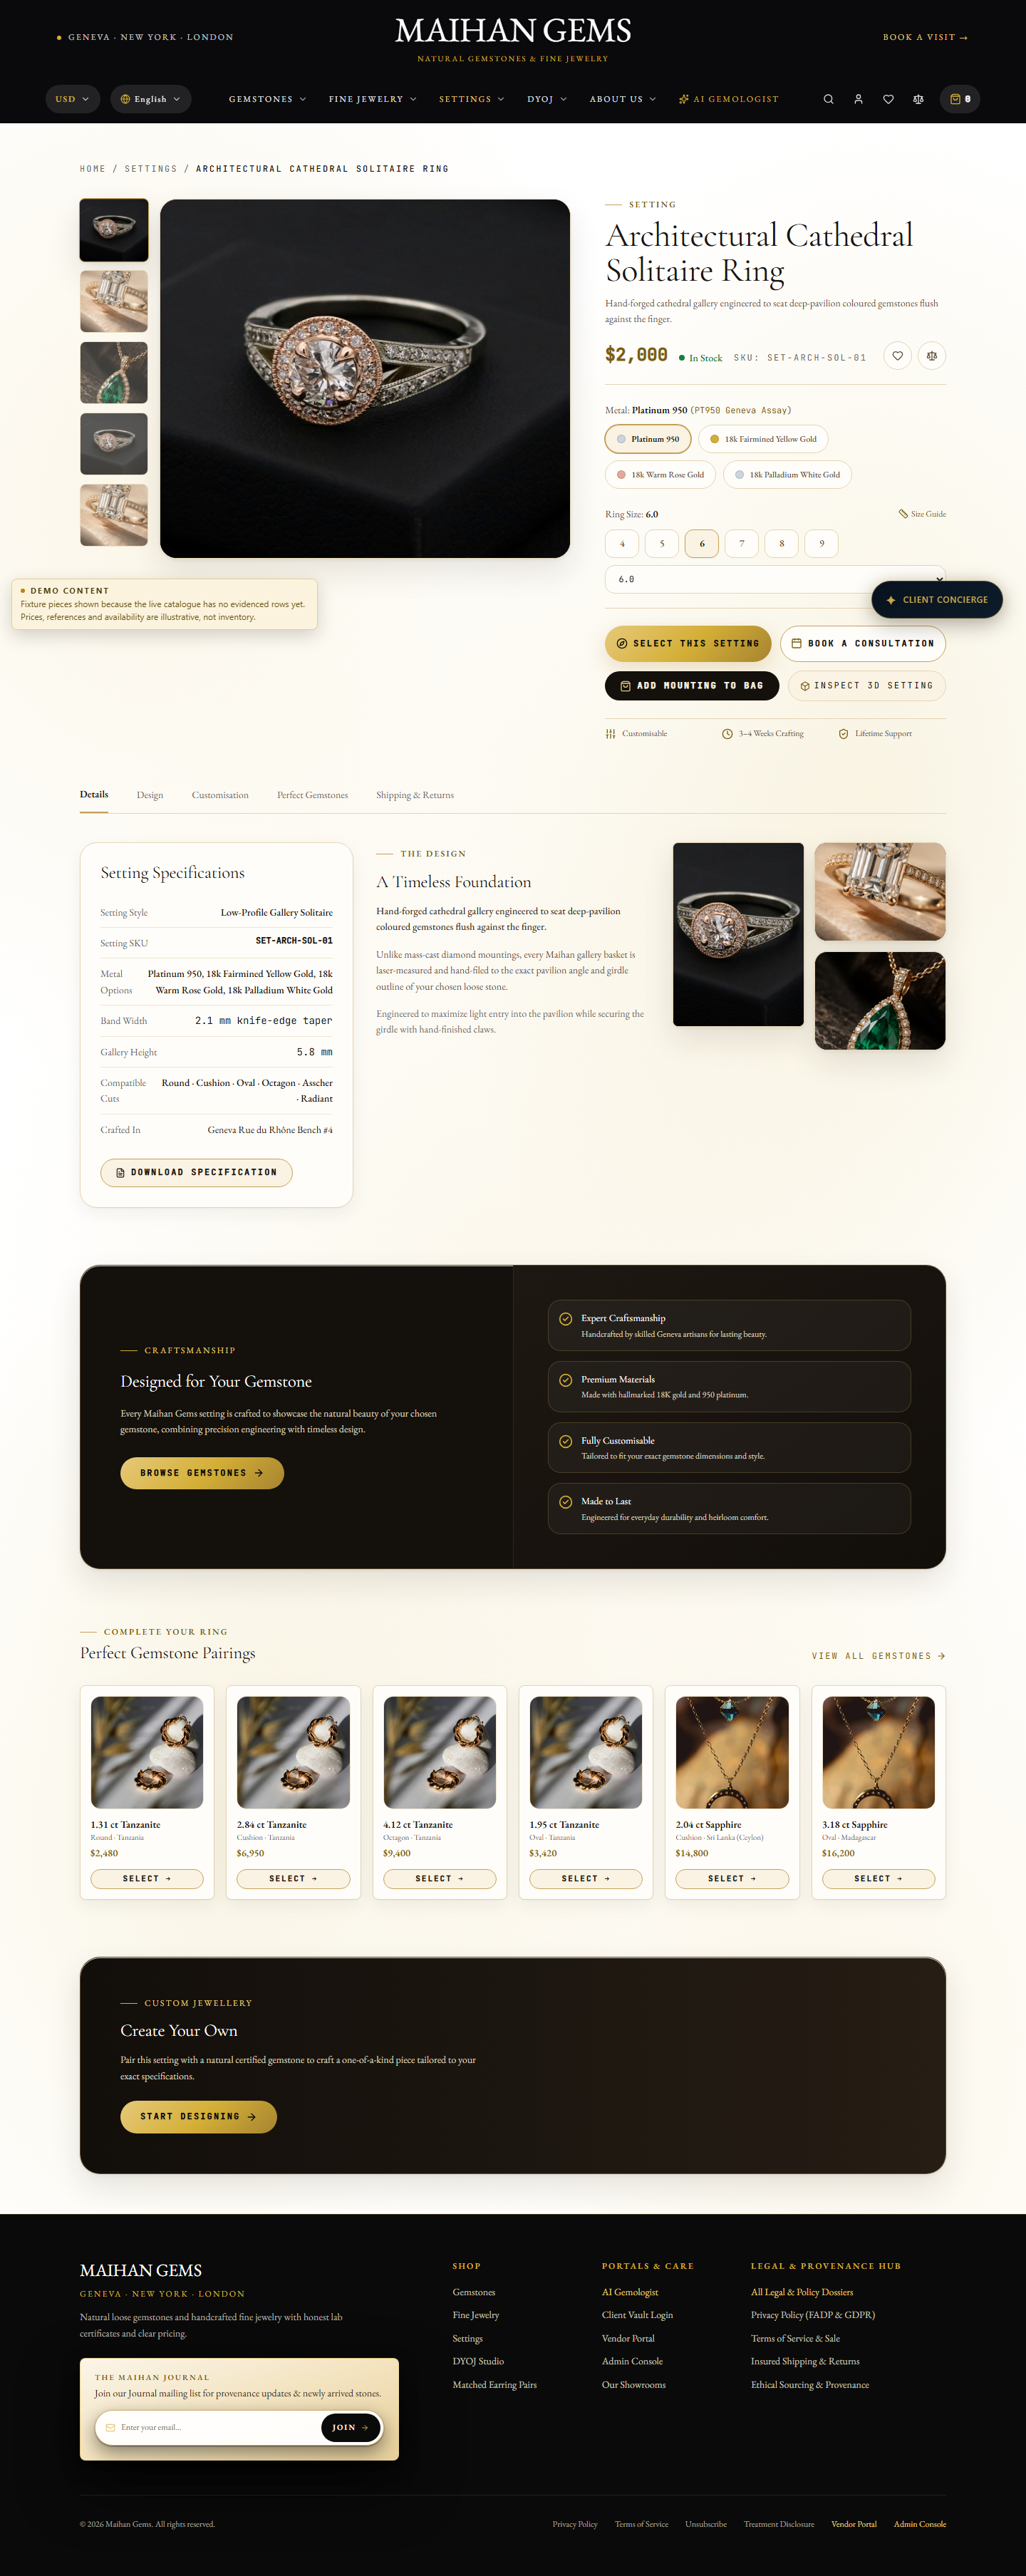 GENEVA · NEW YORK · LONDON
MAIHAN GEMS
NATURAL GEMSTONES & FINE JEWELRY
BOOK A VISIT →
USD
English
GEMSTONES
FINE JEWELRY
SETTINGS
DYOJ
ABOUT US
AI GEMOLOGIST
0
HOME / SETTINGS / ARCHITECTURAL CATHEDRAL SOLITAIRE RING
SETTING
Architectural Cathedral
Solitaire Ring
Hand-forged cathedral gallery engineered to seat deep-pavilion coloured gemstones flush
against the finger.
$2,000
In Stock
SKU: SET-ARCH-SOL-01
Metal: Platinum 950 (PT950 Geneva Assay)
Platinum 950
18k Fairmined Yellow Gold
18k Warm Rose Gold
18k Palladium White Gold
Ring Size: 6.0
Size Guide
4
5
6
7
8
9
6.0
DEMO CONTENT
Fixture pieces shown because the live catalogue has no evidenced rows yet.
Prices, references and availability are illustrative, not inventory.
CLIENT CONCIERGE
SELECT THIS SETTING
BOOK A CONSULTATION
ADD MOUNTING TO BAG
INSPECT 3D SETTING
Customisable
3–4 Weeks Crafting
Lifetime Support
Details
Design
Customisation
Perfect Gemstones
Shipping & Returns
Setting Specifications
Setting Style
Low-Profile Gallery Solitaire
Setting SKU
SET-ARCH-SOL-01
Metal Options
Platinum 950, 18k Fairmined Yellow Gold, 18k
Warm Rose Gold, 18k Palladium White Gold
Band Width
2.1 mm knife-edge taper
Gallery Height
5.8 mm
Compatible Cuts
Round · Cushion · Oval · Octagon · Asscher
· Radiant
Crafted In
Geneva Rue du Rhône Bench #4
DOWNLOAD SPECIFICATION
THE DESIGN
A Timeless Foundation
Hand-forged cathedral gallery engineered to seat deep-pavilion
coloured gemstones flush against the finger.
Unlike mass-cast diamond mountings, every Maihan gallery basket is
laser-measured and hand-filed to the exact pavilion angle and girdle
outline of your chosen loose stone.
Engineered to maximize light entry into the pavilion while securing the
girdle with hand-finished claws.
CRAFTSMANSHIP
Designed for Your Gemstone
Every Maihan Gems setting is crafted to showcase the natural beauty of your chosen
gemstone, combining precision engineering with timeless design.
BROWSE GEMSTONES →
Expert Craftsmanship
Handcrafted by skilled Geneva artisans for lasting beauty.
Premium Materials
Made with hallmarked 18K gold and 950 platinum.
Fully Customisable
Tailored to fit your exact gemstone dimensions and style.
Made to Last
Engineered for everyday durability and heirloom comfort.
COMPLETE YOUR RING
Perfect Gemstone Pairings
VIEW ALL GEMSTONES →
1.31 ct Tanzanite
Round · Tanzania
$2,480
SELECT →
2.84 ct Tanzanite
Cushion · Tanzania
$6,950
SELECT →
4.12 ct Tanzanite
Octagon · Tanzania
$9,400
SELECT →
1.95 ct Tanzanite
Oval · Tanzania
$3,420
SELECT →
2.04 ct Sapphire
Cushion · Sri Lanka (Ceylon)
$14,800
SELECT →
3.18 ct Sapphire
Oval · Madagascar
$16,200
SELECT →
CUSTOM JEWELLERY
Create Your Own
Pair this setting with a natural certified gemstone to craft a one-of-a-kind piece tailored to your
exact specifications.
START DESIGNING →
MAIHAN GEMS
GENEVA · NEW YORK · LONDON
Natural loose gemstones and handcrafted fine jewelry with honest lab
certificates and clear pricing.
THE MAIHAN JOURNAL
Join our Journal mailing list for provenance updates & newly arrived stones.
Enter your email...
JOIN →
SHOP
Gemstones
Fine Jewelry
Settings
DYOJ Studio
Matched Earring Pairs
PORTALS & CARE
AI Gemologist
Client Vault Login
Vendor Portal
Admin Console
Our Showrooms
LEGAL & PROVENANCE HUB
All Legal & Policy Dossiers
Privacy Policy (FADP & GDPR)
Terms of Service & Sale
Insured Shipping & Returns
Ethical Sourcing & Provenance
© 2026 Maihan Gems. All rights reserved.
Privacy Policy
Terms of Service
Unsubscribe
Treatment Disclosure
Vendor Portal
Admin Console